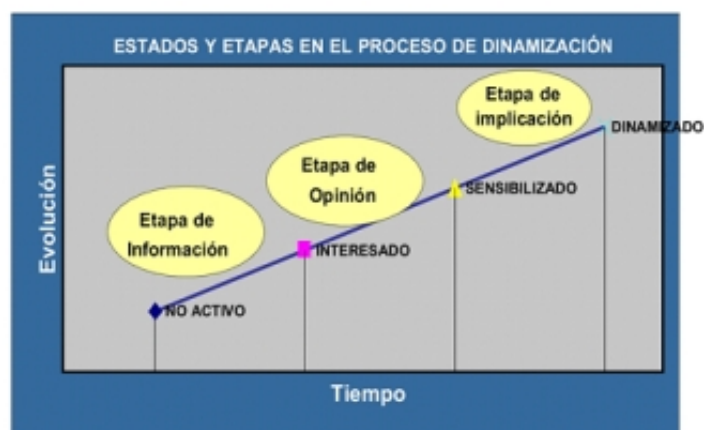 ESTADOS Y ETAPAS EN EL PROCESO DE DINAMIZACIÓN
Etapa de
implicación
DINAMIZADO
Etapa de
Opinión
SENSIBILIZADO
Etapa de
Información
INTERESADO
NO ACTIVO
Evolución
Tiempo